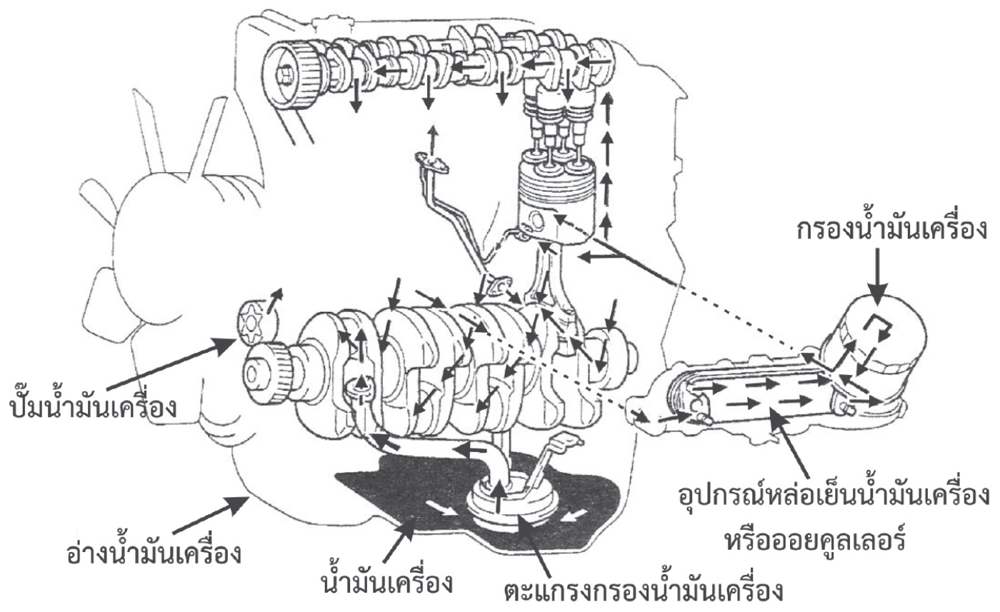 กรองน้ำมันเครื่อง
ปั๊มน้ำมันเครื่อง
อุปกรณ์หล่อเย็นน้ำมันเครื่อง
หรือออยคูลเลอร์
อ่างน้ำมันเครื่อง
น้ำมันเครื่อง
ตะแกรงกรองน้ำมันเครื่อง